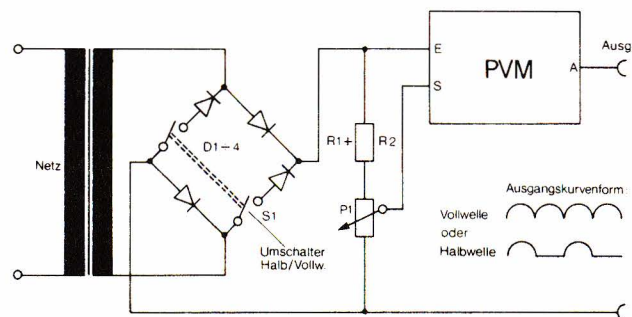 Netz
D1-4
S1
Umschalter
Halb/Vollw.
R1+ R2
P1
E
S
PVM
A
Ausg
Ausgangskurvenform:
Vollwelle
oder
Halbwelle